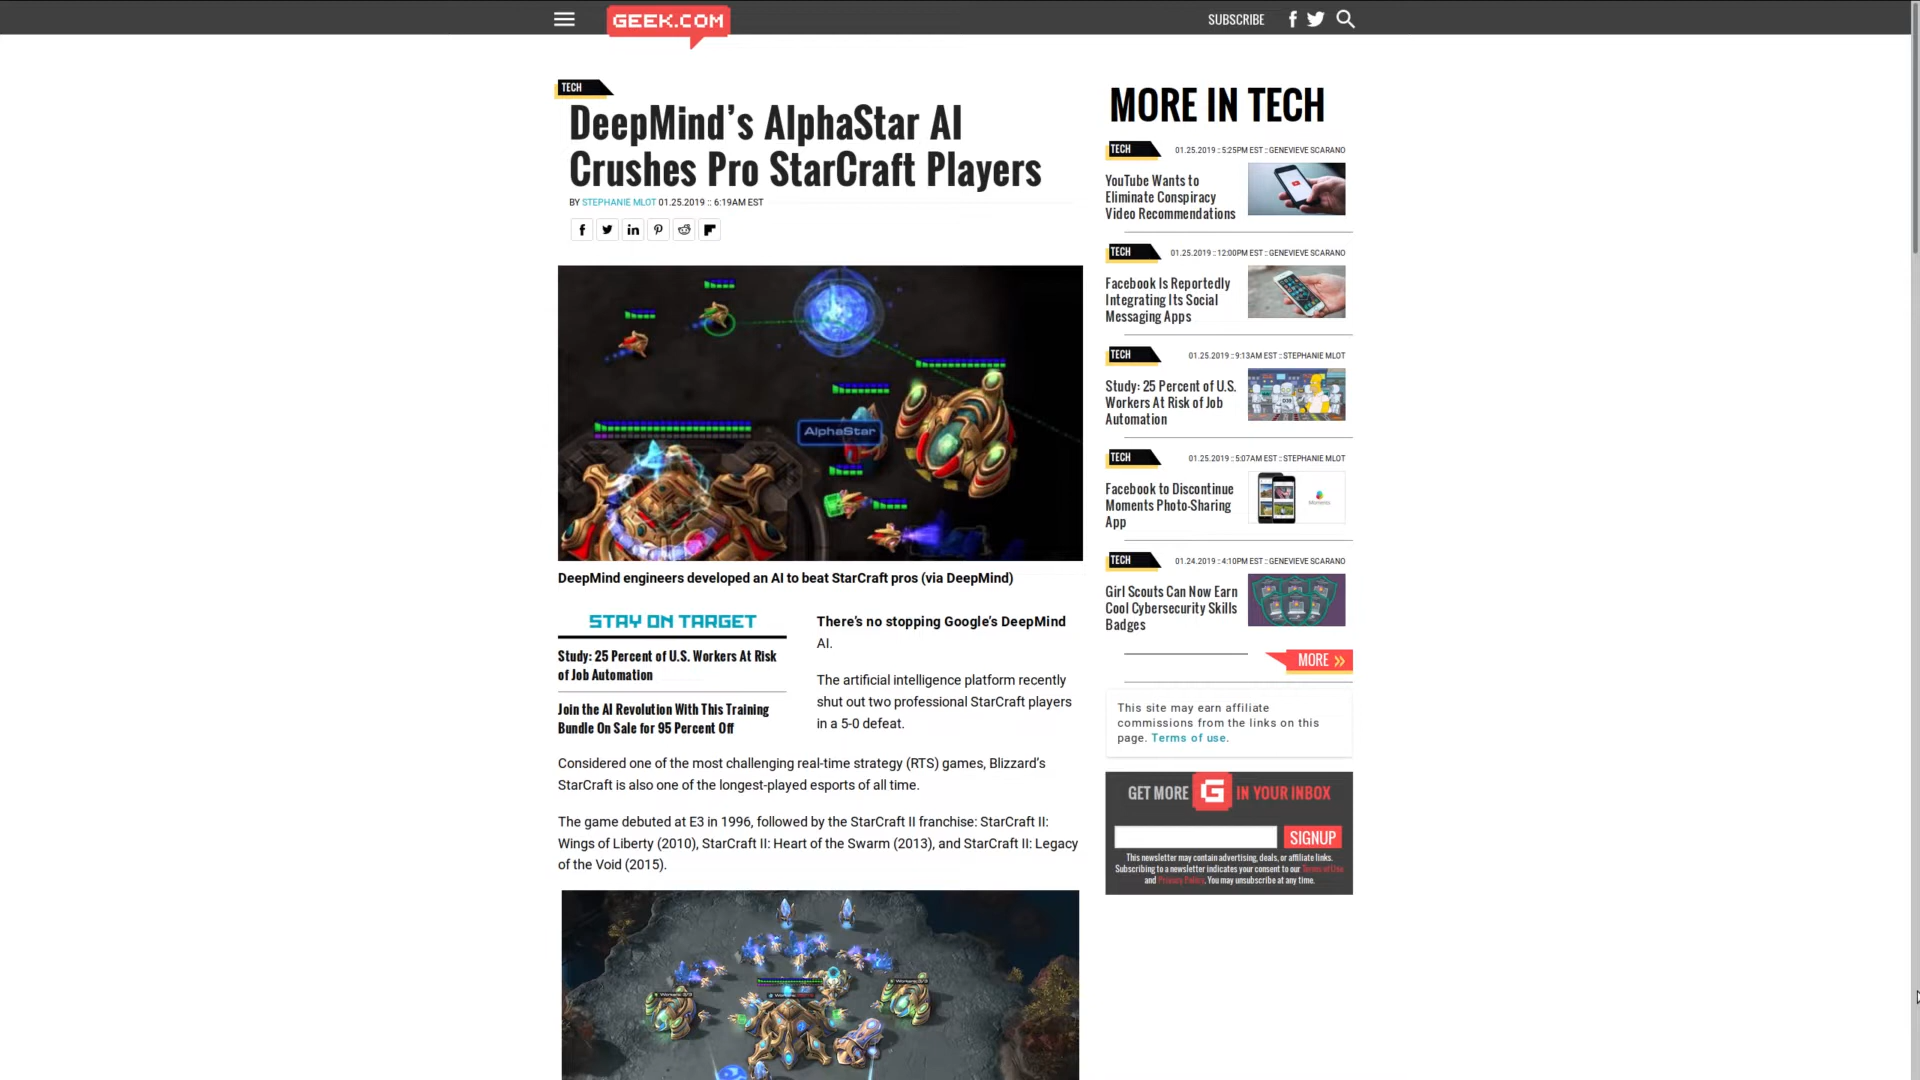 GEEK.COM
SUBSCRIBE
TECH
DeepMind’s AlphaStar AI
Crushes Pro StarCraft Players
BY STEPHANIE MLOT 01.25.2019 :: 6:19AM EST
AlphaStar
DeepMind engineers developed an AI to beat StarCraft pros (via DeepMind)
STAY ON TARGET
Study: 25 Percent of U.S. Workers At Risk
of Job Automation
Join the AI Revolution With This Training
Bundle On Sale for 95 Percent Off
There’s no stopping Google’s DeepMind
AI.
The artificial intelligence platform recently
shut out two professional StarCraft players
in a 5-0 defeat.
Considered one of the most challenging real-time strategy (RTS) games, Blizzard’s
StarCraft is also one of the longest-played esports of all time.
The game debuted at E3 in 1996, followed by the StarCraft II franchise: StarCraft II:
Wings of Liberty (2010), StarCraft II: Heart of the Swarm (2013), and StarCraft II: Legacy
of the Void (2015).
MORE IN TECH
TECH
01.25.2019 :: 5:25PM EST :: GENEVIEVE SCARANO
YouTube Wants to
Eliminate Conspiracy
Video Recommendations
TECH
01.25.2019 :: 12:00PM EST :: GENEVIEVE SCARANO
Facebook Is Reportedly
Integrating Its Social
Messaging Apps
TECH
01.25.2019 :: 9:13AM EST :: STEPHANIE MLOT
Study: 25 Percent of U.S.
Workers At Risk of Job
Automation
TECH
01.25.2019 :: 5:07AM EST :: STEPHANIE MLOT
Facebook to Discontinue
Moments Photo-Sharing
App
Moments
TECH
01.24.2019 :: 4:10PM EST :: GENEVIEVE SCARANO
Girl Scouts Can Now Earn
Cool Cybersecurity Skills
Badges
MORE »
This site may earn affiliate
commissions from the links on this
page. Terms of use.
GET MORE G IN YOUR INBOX
SIGNUP
This newsletter may contain advertising, deals, or affiliate links.
Subscribing to a newsletter indicates your consent to our Terms of Use
and Privacy Policy. You may unsubscribe at any time.